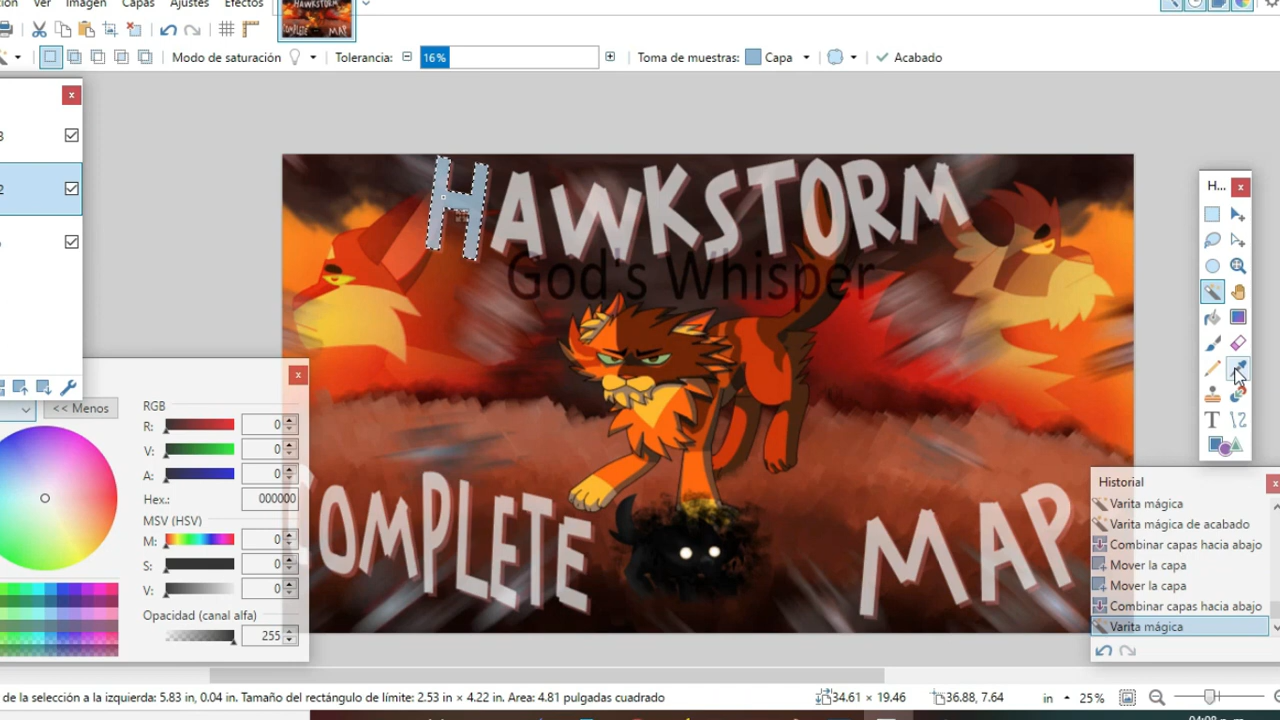 Ver Imagen Capas Ajustes Efectos
Modo de saturación Tolerancia: 16% Toma de muestras: Capa Acabado
H... x
x
3
2
HAWKSTORM
God's Whisper
COMPLETE MAP
x
<< Menos
RGB
R: 0
V: 0
A: 0
Hex.: 000000
MSV (HSV)
M: 0
S: 0
V: 0
Opacidad (canal alfa)
255
T
Historial x
Varita mágica
Varita mágica de acabado
Combinar capas hacia abajo
Mover la capa
Mover la capa
Combinar capas hacia abajo
Varita mágica
de la selección a la izquierda: 5.83 in, 0.04 in. Tamaño del rectángulo de límite: 2.53 in × 4.22 in. Area: 4.81 pulgadas cuadrado 34.61 × 19.46 36.88, 7.64 in 25%